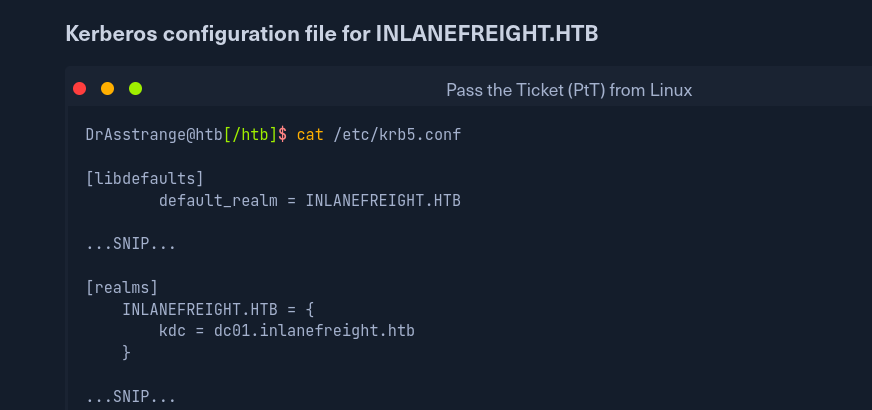 Kerberos configuration file for INLANEFREIGHT.HTB
Pass the Ticket (PtT) from Linux
DrAsstrange@htb[/htb]$ cat /etc/krb5.conf
[libdefaults]
default_realm = INLANEFREIGHT.HTB
...SNIP...
[realms]
INLANEFREIGHT.HTB = {
kdc = dc01.inlanefreight.htb
}
...SNIP...